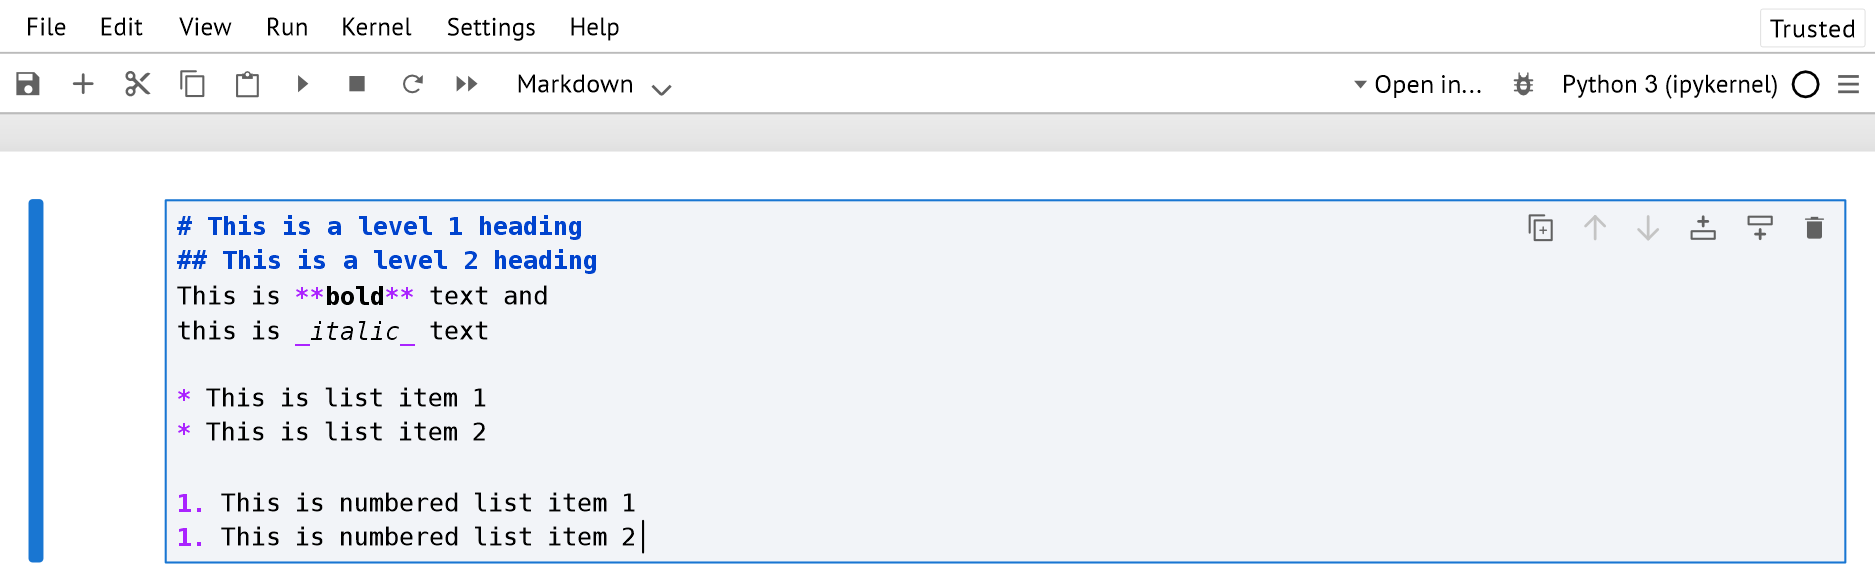 File Edit View Run Kernel Settings Help Trusted
Markdown Open in... Python 3 (ipykernel)
# This is a level 1 heading
## This is a level 2 heading
This is **bold** text and
this is _italic_ text
* This is list item 1
* This is list item 2
1. This is numbered list item 1
1. This is numbered list item 2